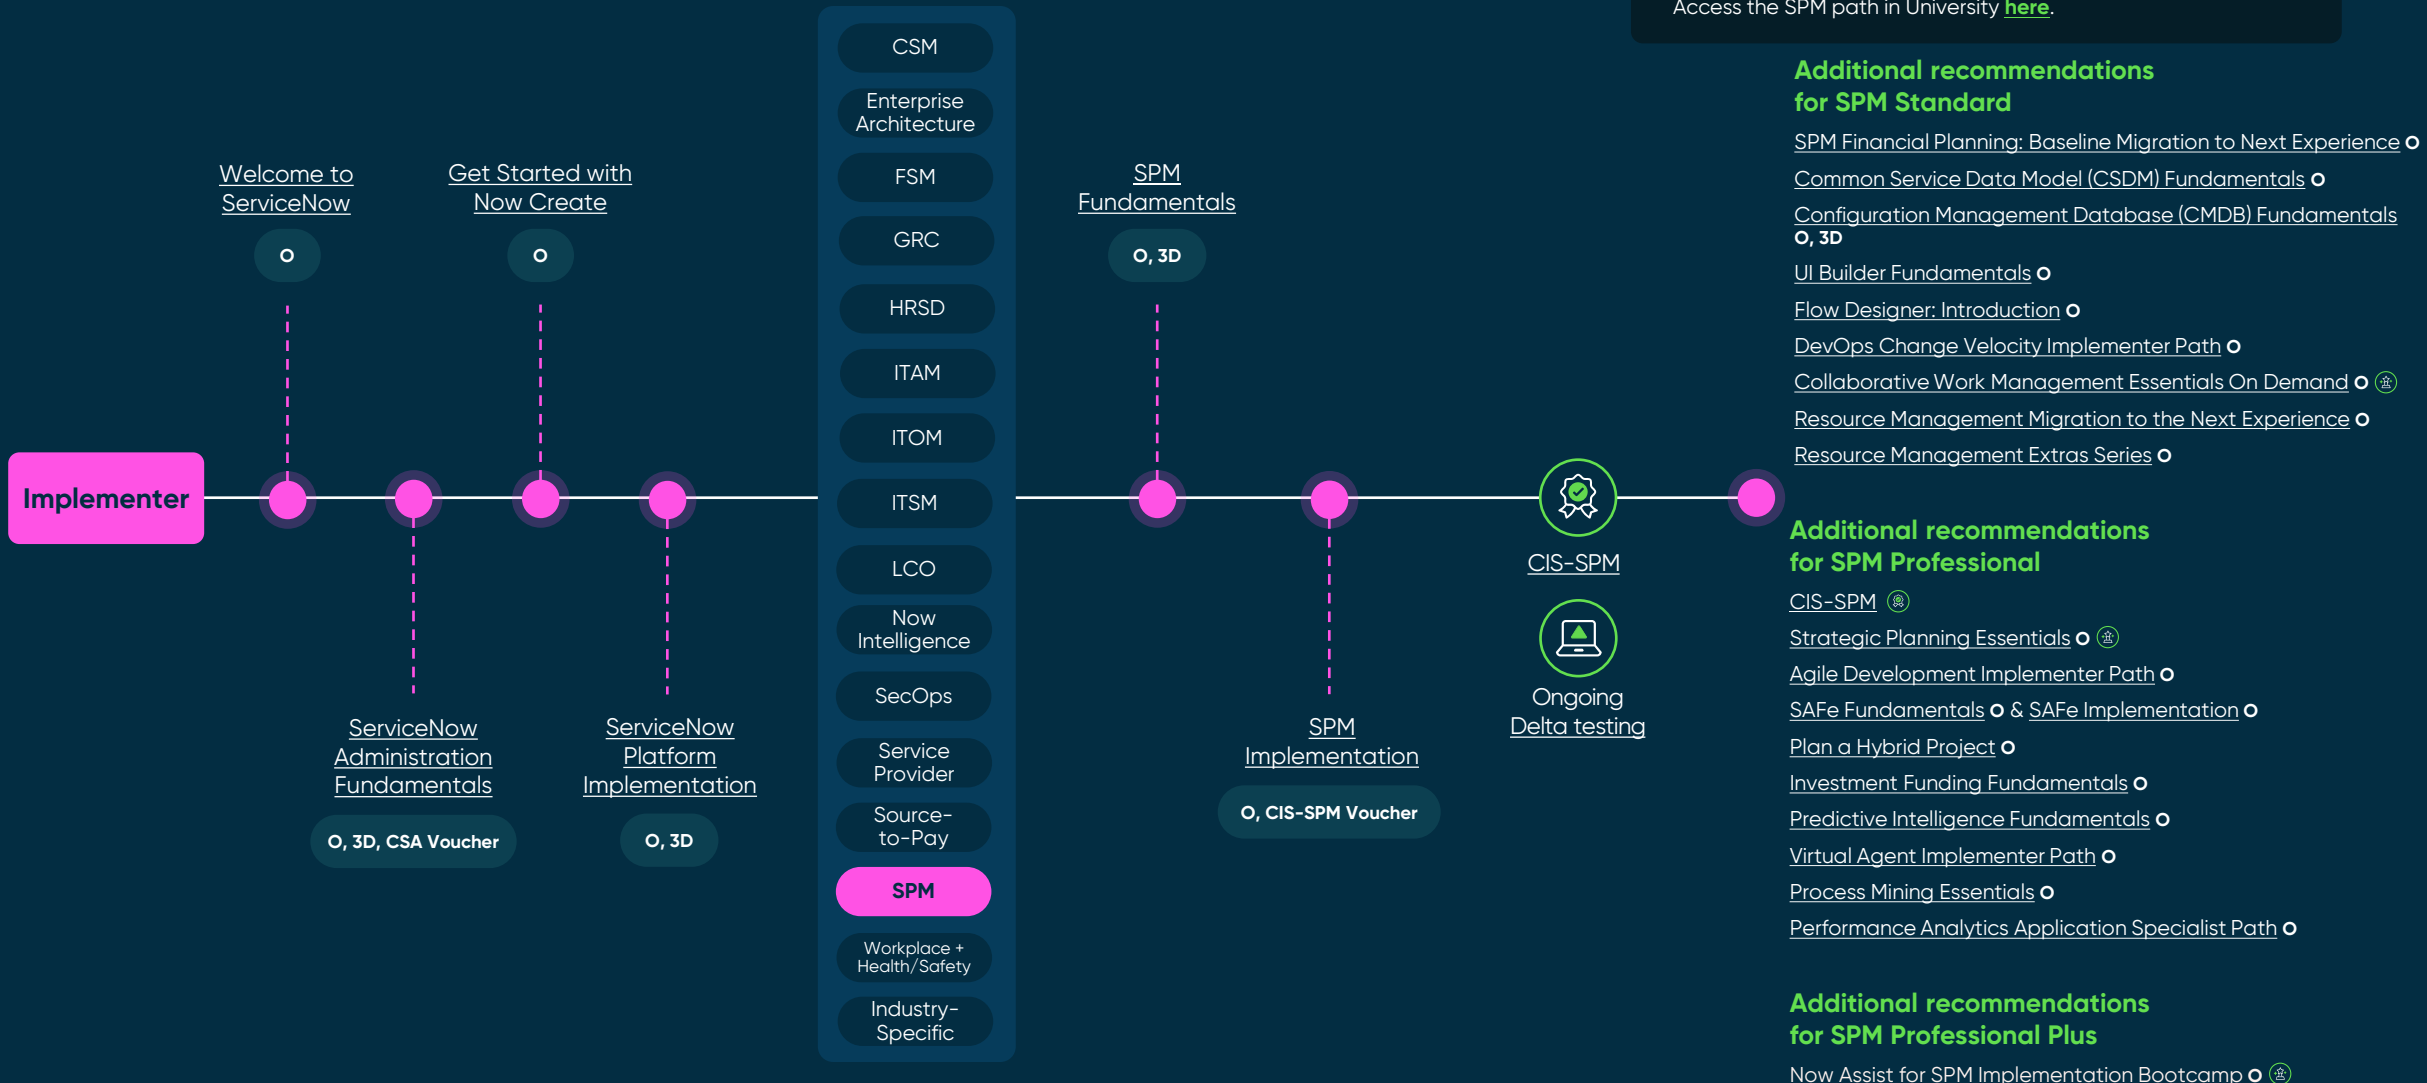 Access the SPM path in University here.
Implementer
Welcome to
ServiceNow
O
ServiceNow
Administration
Fundamentals
O, 3D, CSA Voucher
Get Started with
Now Create
O
ServiceNow
Platform
Implementation
O, 3D
CSM
Enterprise
Architecture
FSM
GRC
HRSD
ITAM
ITOM
ITSM
LCO
Now
Intelligence
SecOps
Service
Provider
Source-
to-Pay
SPM
Workplace +
Health/Safety
Industry-
Specific
SPM
Fundamentals
O, 3D
SPM
Implementation
O, CIS-SPM Voucher
CIS-SPM
Ongoing
Delta testing
Additional recommendations
for SPM Standard
SPM Financial Planning: Baseline Migration to Next Experience O
Common Service Data Model (CSDM) Fundamentals O
Configuration Management Database (CMDB) Fundamentals
O, 3D
UI Builder Fundamentals O
Flow Designer: Introduction O
DevOps Change Velocity Implementer Path O
Collaborative Work Management Essentials On Demand O
Resource Management Migration to the Next Experience O
Resource Management Extras Series O
Additional recommendations
for SPM Professional
CIS-SPM
Strategic Planning Essentials O
Agile Development Implementer Path O
SAFe Fundamentals O & SAFe Implementation O
Plan a Hybrid Project O
Investment Funding Fundamentals O
Predictive Intelligence Fundamentals O
Virtual Agent Implementer Path O
Process Mining Essentials O
Performance Analytics Application Specialist Path O
Additional recommendations
for SPM Professional Plus
Now Assist for SPM Implementation Bootcamp O